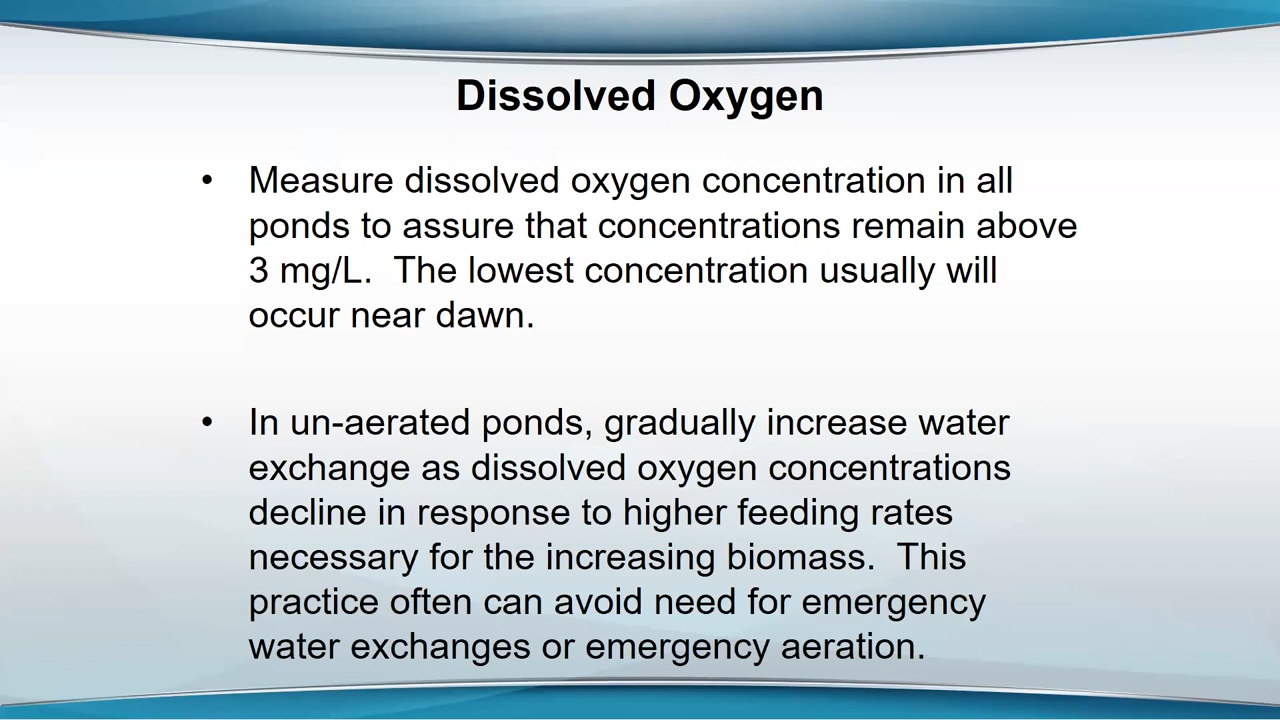 Dissolved Oxygen
• Measure dissolved oxygen concentration in all
ponds to assure that concentrations remain above
3 mg/L.  The lowest concentration usually will
occur near dawn.
• In un-aerated ponds, gradually increase water
exchange as dissolved oxygen concentrations
decline in response to higher feeding rates
necessary for the increasing biomass.  This
practice often can avoid need for emergency
water exchanges or emergency aeration.